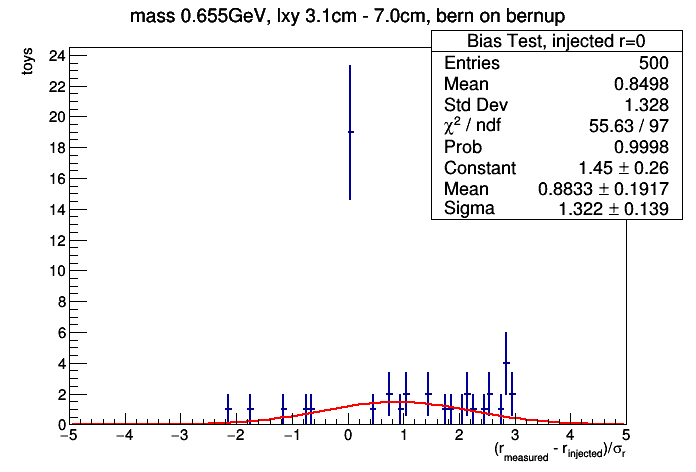 mass 0.655GeV, lxy 3.1cm - 7.0cm, bern on bernup
Bias Test, injected r=0
Entries 500
Mean 0.8498
Std Dev 1.328
χ² / ndf 55.63 / 97
Prob 0.9998
Constant 1.45 ± 0.26
Mean 0.8833 ± 0.1917
Sigma 1.322 ± 0.139
toys
24
22
20
18
16
14
12
10
8
6
4
2
0
−5 −4 −3 −2 −1 0 1 2 3 4 5
(r_measured - r_injected)/σ_r